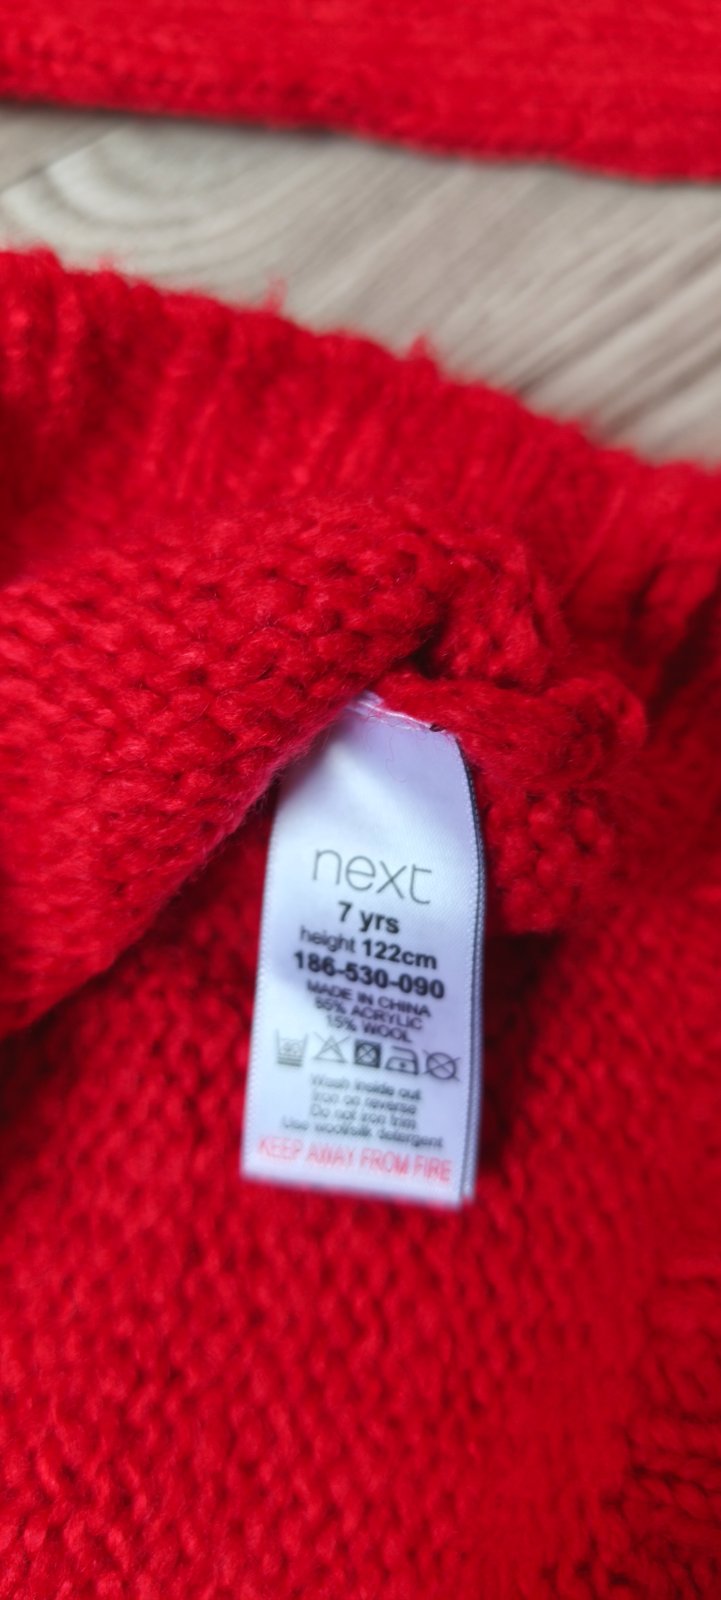 next
7 yrs
height 122cm
186-530-090
MADE IN CHINA
85% ACRYLIC
15% WOOL
40
Wash inside out
Iron on reverse
Do not iron trim
Use wool/silk detergent
KEEP AWAY FROM FIRE